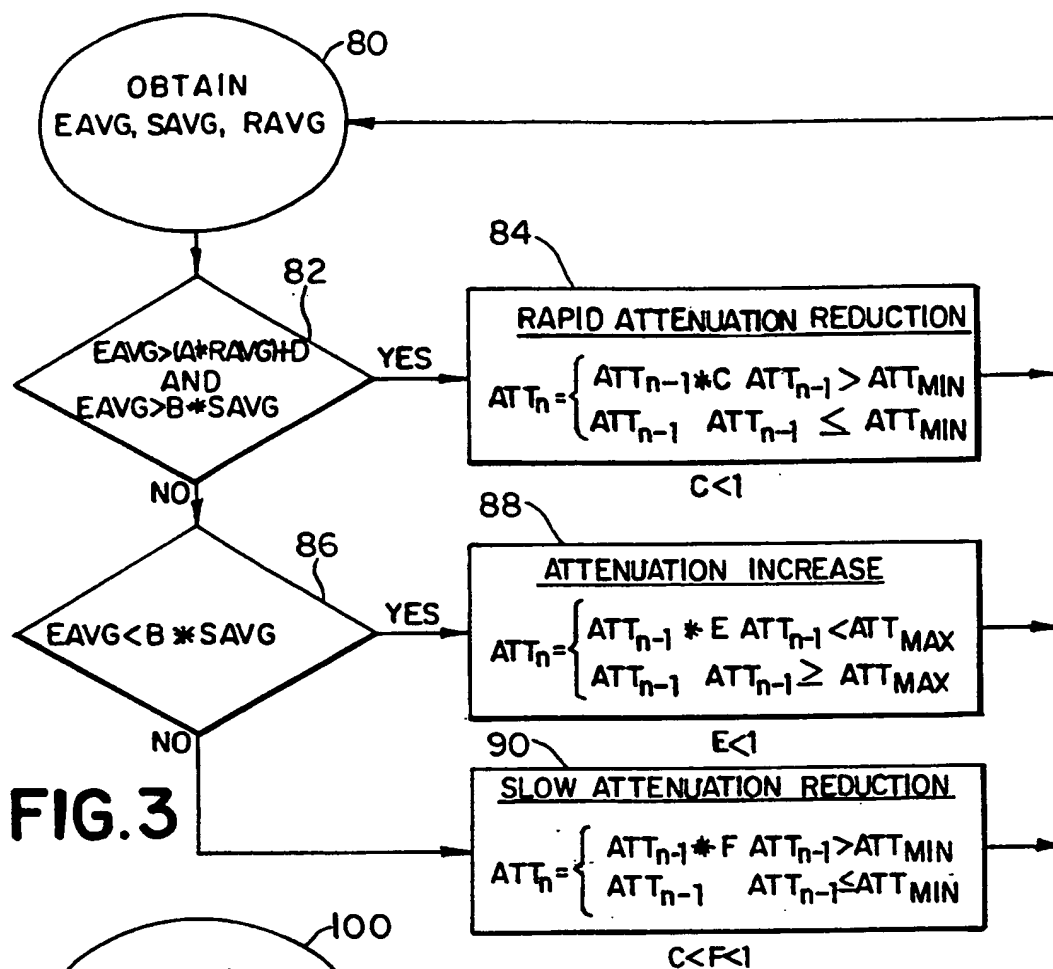 80
OBTAIN
EAVG, SAVG, RAVG
82
EAVG>(A*RAVG)+D
AND
EAVG>B*SAVG
YES
NO
84
RAPID ATTENUATION REDUCTION
ATTn = { ATTn-1*C ATTn-1 > ATTMIN
ATTn-1 ATTn-1 ≤ ATTMIN
C<1
86
EAVG<B*SAVG
YES
NO
88
ATTENUATION INCREASE
ATTn = { ATTn-1 * E ATTn-1 <ATTMAX
ATTn-1 ATTn-1 ≥ ATTMAX
E<1
90
SLOW ATTENUATION REDUCTION
ATTn = { ATTn-1*F ATTn-1>ATTMIN
ATTn-1 ATTn-1≤ATTMIN
C<F<1
FIG.3
100